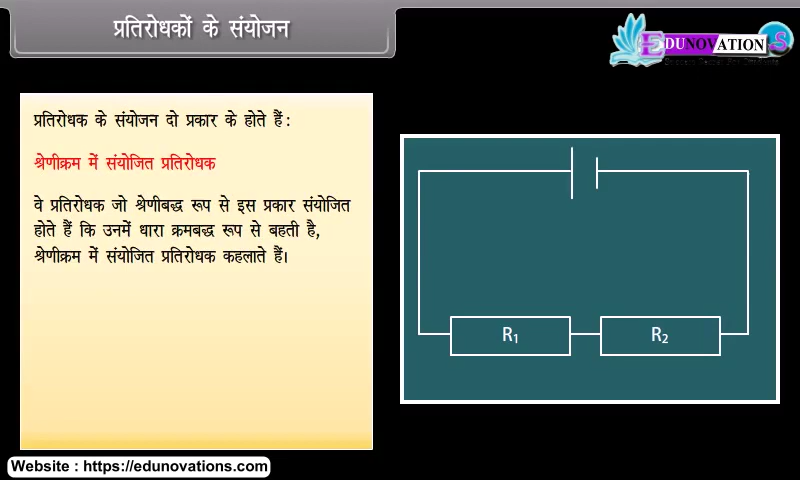 प्रतिरोधकों के संयोजन
EDUNOVATION.S
प्रतिरोधक के संयोजन दो प्रकार के होते हैं:
श्रेणीक्रम में संयोजित प्रतिरोधक
वे प्रतिरोधक जो श्रेणीबद्ध रूप से इस प्रकार संयोजित
होते हैं कि उनमें धारा क्रमबद्ध रूप से बहती है,
श्रेणीक्रम में संयोजित प्रतिरोधक कहलाते हैं।
R₁ R₂
Website : https://edunovations.com